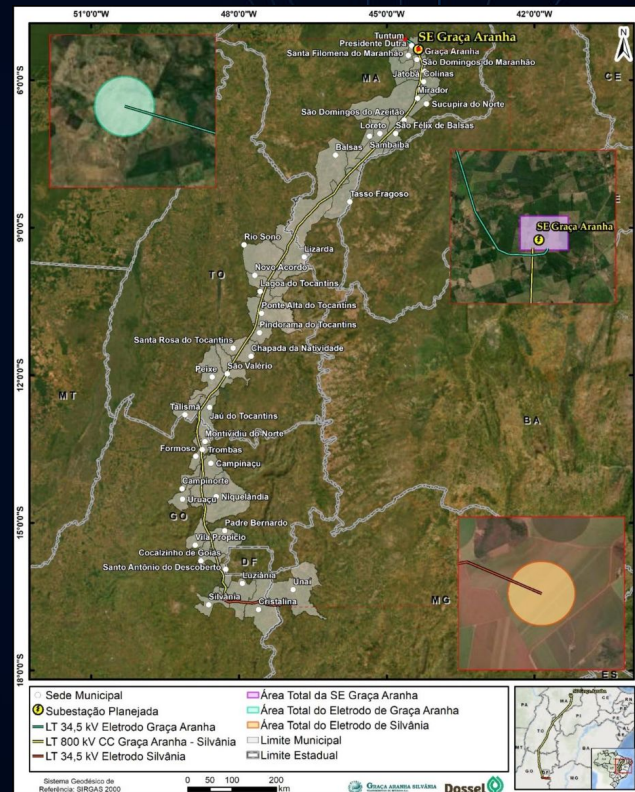 51°0'0"O
48°0'0"O
45°0'0"O
42°0'0"O
6°0'0"S
9°0'0"S
12°0'0"S
15°0'0"S
18°0'0"S
Tuntum
SE Graça Aranha
Presidente Dutra
Graça Aranha
Santa Filomena do Maranhão
São Domingos do Maranhão
MA
Jatobá
Colinas
CE
Mirador
Sucupira do Norte
São Domingos do Azeitão
Loreto
São Félix de Balsas
Balsas
Sambaíba
Tasso Fragoso
SE Graça Aranha
Rio Sono
Lizarda
TO
Novo Acordo
Lagoa do Tocantins
Ponte Alta do Tocantins
Pindorama do Tocantins
Santa Rosa do Tocantins
Chapada da Natividade
Peixe
São Valério
MT
Talismã
Jaú do Tocantins
BA
Montividiu do Norte
Formoso
Trombas
Campinaçu
Campinorte
Uruaçu
Niquelândia
GO
Padre Bernardo
Vila Propício
Cocalzinho de Goiás
DF
Santo Antônio do Descoberto
Luziânia
Unaí
Silvânia
Cristalina
MG
ES
Sede Municipal
Subestação Planejada
LT 34,5 kV Eletrodo Graça Aranha
LT 800 kV CC Graça Aranha - Silvânia
LT 34,5 kV Eletrodo Silvânia
Área Total da SE Graça Aranha
Área Total do Eletrodo de Graça Aranha
Área Total do Eletrodo de Silvânia
Limite Municipal
Limite Estadual
Sistema Geodésico de
Referência: SIRGAS 2000
0 50 100 200
km
GRAÇA ARANHA SILVÂNIA
Dossel